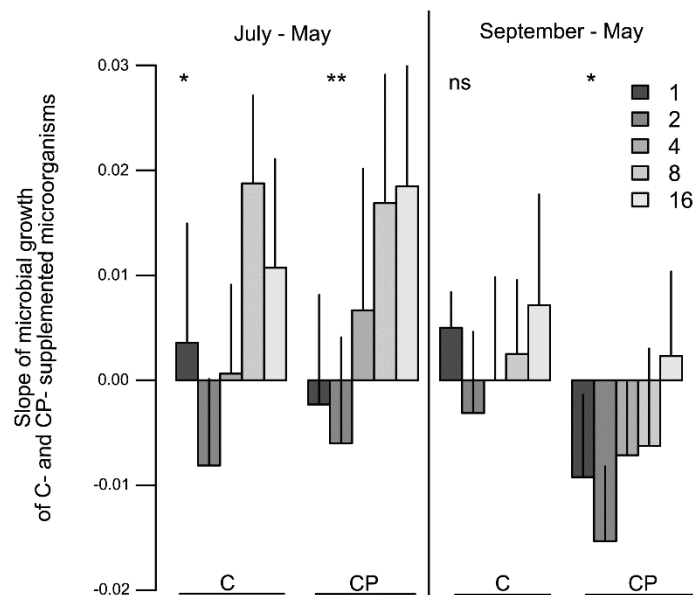 July - May
September - May
Slope of microbial growth
of C- and CP- supplemented microorganisms
0.03
0.02
0.01
0.00
-0.01
-0.02
*
**
ns
*
1
2
4
8
16
C
CP
C
CP